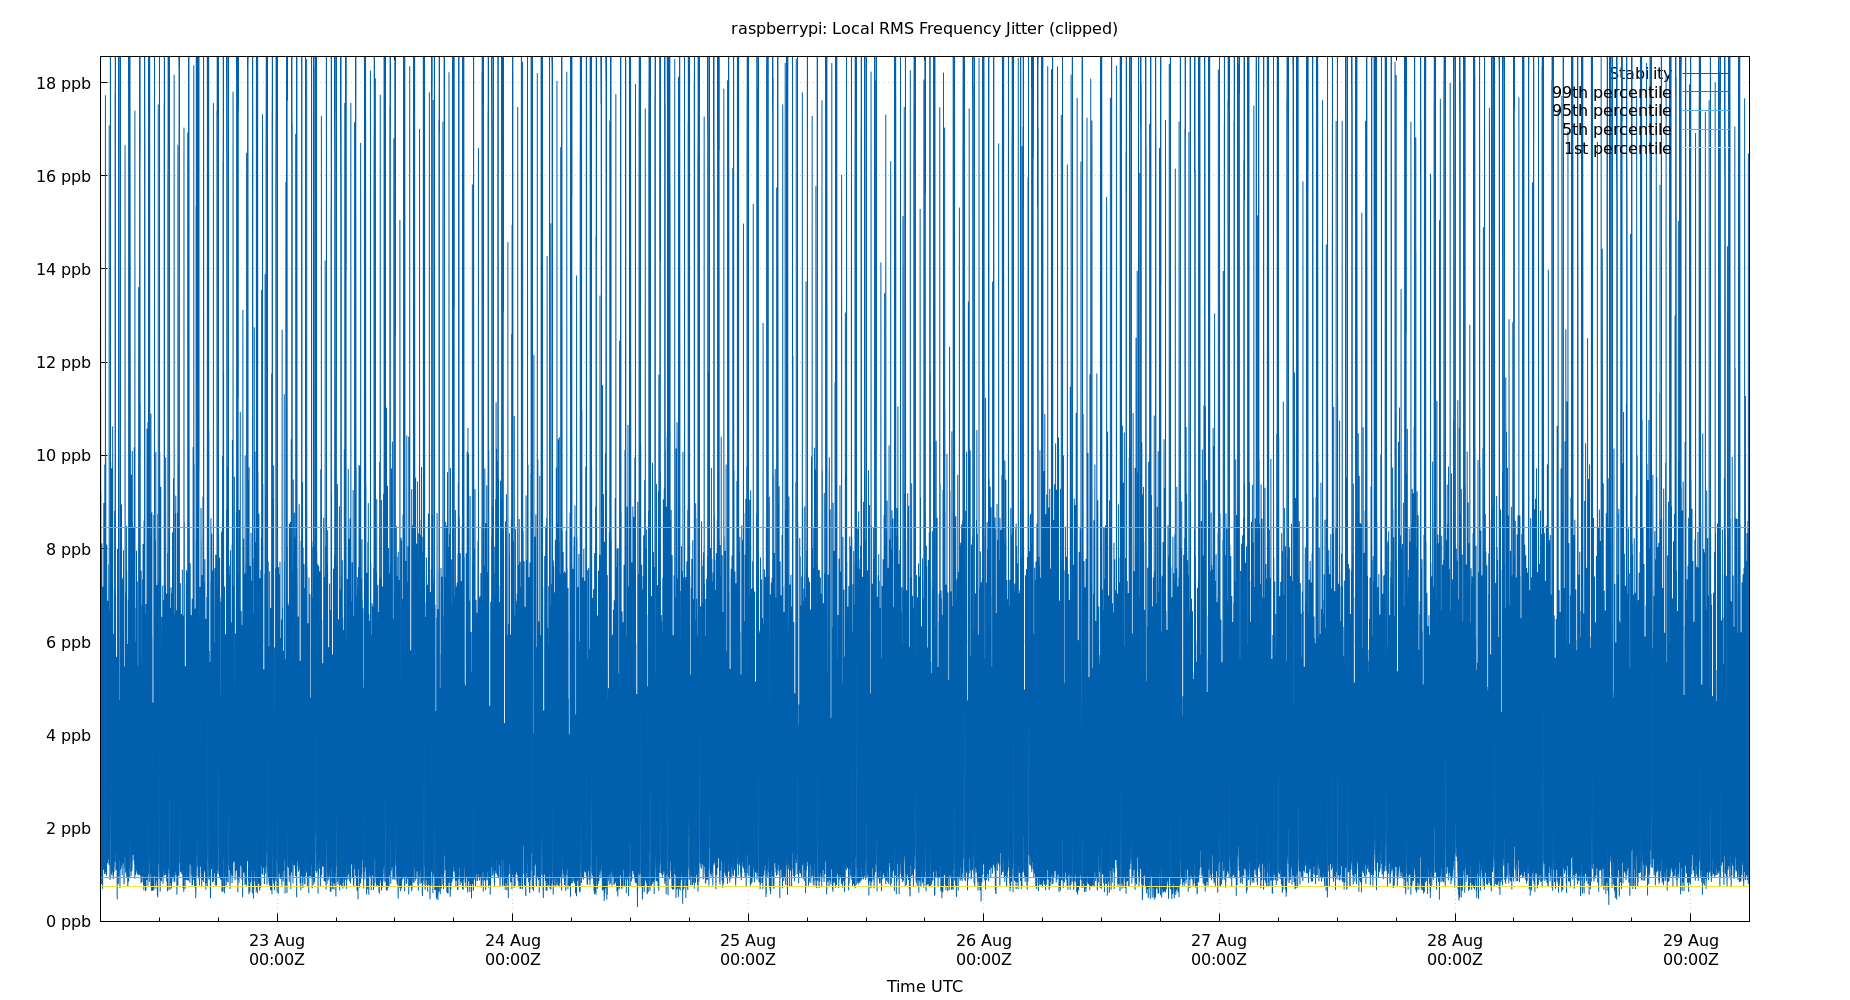 raspberrypi: Local RMS Frequency Jitter (clipped)
18 ppb
16 ppb
14 ppb
12 ppb
10 ppb
8 ppb
6 ppb
4 ppb
2 ppb
0 ppb
Stability
99th percentile
95th percentile
5th percentile
1st percentile
23 Aug
00:00Z
24 Aug
00:00Z
25 Aug
00:00Z
26 Aug
00:00Z
27 Aug
00:00Z
28 Aug
00:00Z
29 Aug
00:00Z
Time UTC